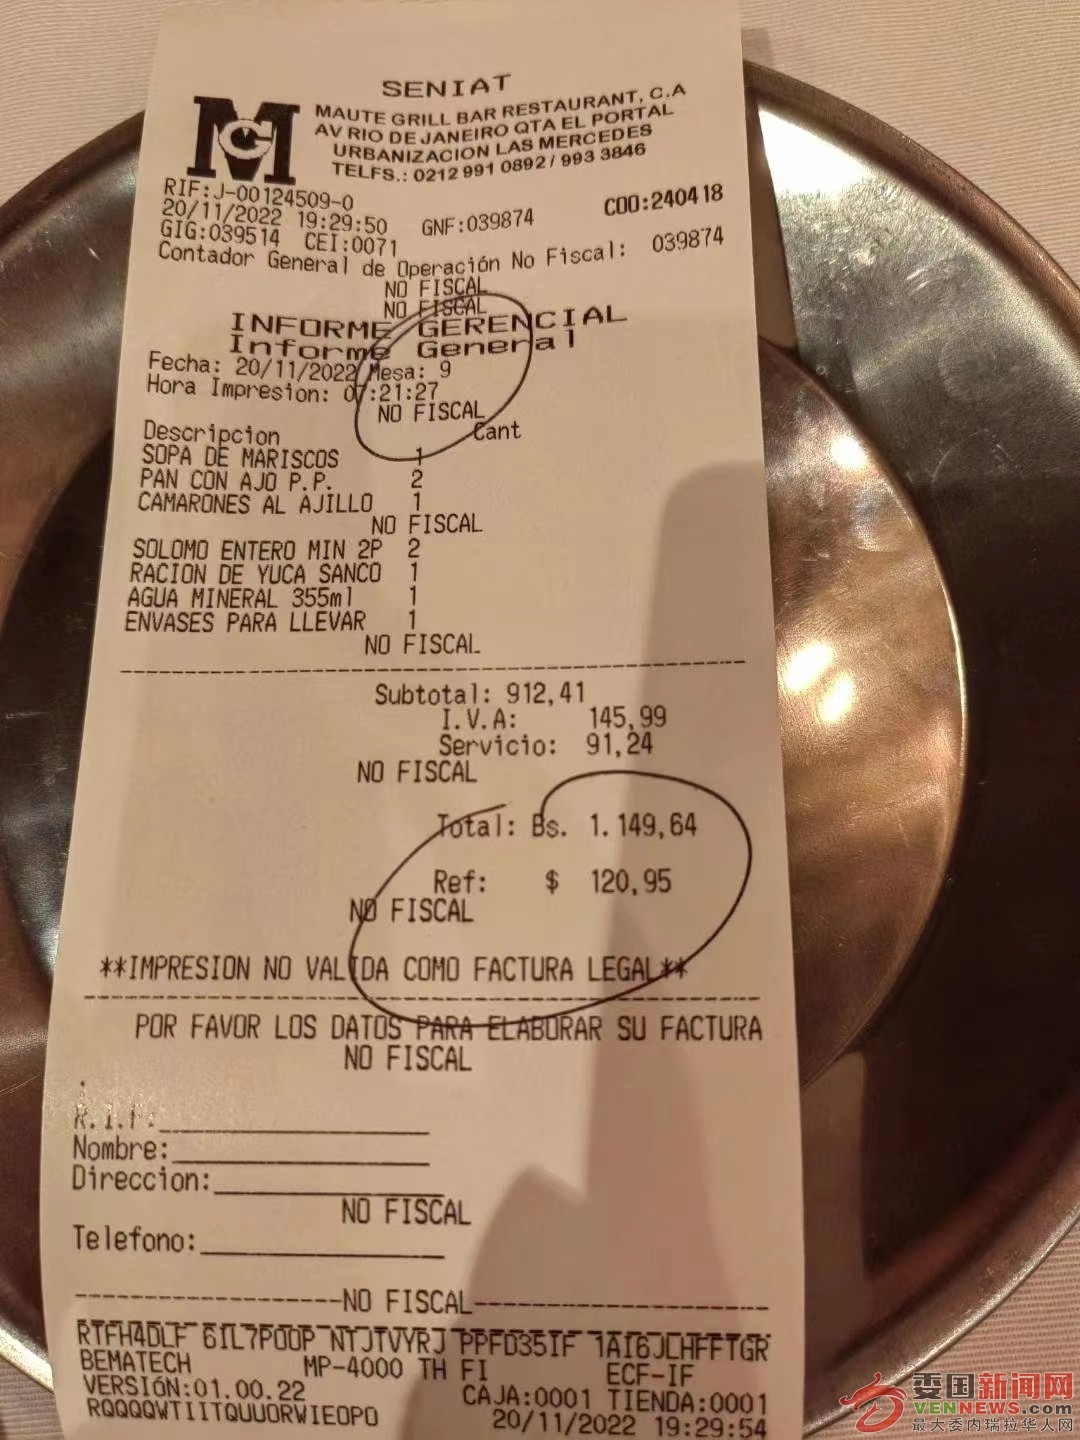 SENIAT
MG
MAUTE GRILL BAR RESTAURANT, C.A
AV RIO DE JANEIRO QTA EL PORTAL
URBANIZACION LAS MERCEDES
TELFS.: 0212 991 0892 / 993 3846
RIF:J-00124509-0
20/11/2022 19:29:50 GNF:039874 COO:240418
GIG:039514 CEI:0071
Contador General de Operación No Fiscal: 039874
NO FISCAL
NO FISCAL
INFORME GERENCIAL
Informe General
Fecha: 20/11/2022 Mesa: 9
Hora Impresion: 07:21:27
NO FISCAL
Descripcion Cant
SOPA DE MARISCOS 1
PAN CON AJO P.P. 2
CAMARONES AL AJILLO 1
NO FISCAL
SOLOMO ENTERO MIN 2P 2
RACION DE YUCA SANCO 1
AGUA MINERAL 355ml 1
ENVASES PARA LLEVAR 1
NO FISCAL
Subtotal: 912,41
I.V.A: 145,99
Servicio: 91,24
NO FISCAL
Total: Bs. 1.149,64
Ref: $ 120,95
NO FISCAL
**IMPRESION NO VALIDA COMO FACTURA LEGAL**
POR FAVOR LOS DATOS PARA ELABORAR SU FACTURA
NO FISCAL
R.I.F:
Nombre:
Direccion:
NO FISCAL
Telefono:
NO FISCAL
BEMATECH MP-4000 TH FI ECF-IF
VERSIÓN:01.00.22 CAJA:0001 TIENDA:0001
RQQQQWTIITQUUORWIEOPO 20/11/2022 19:29:54
委国新闻网
VENNEWS.com
最大委内瑞拉华人网